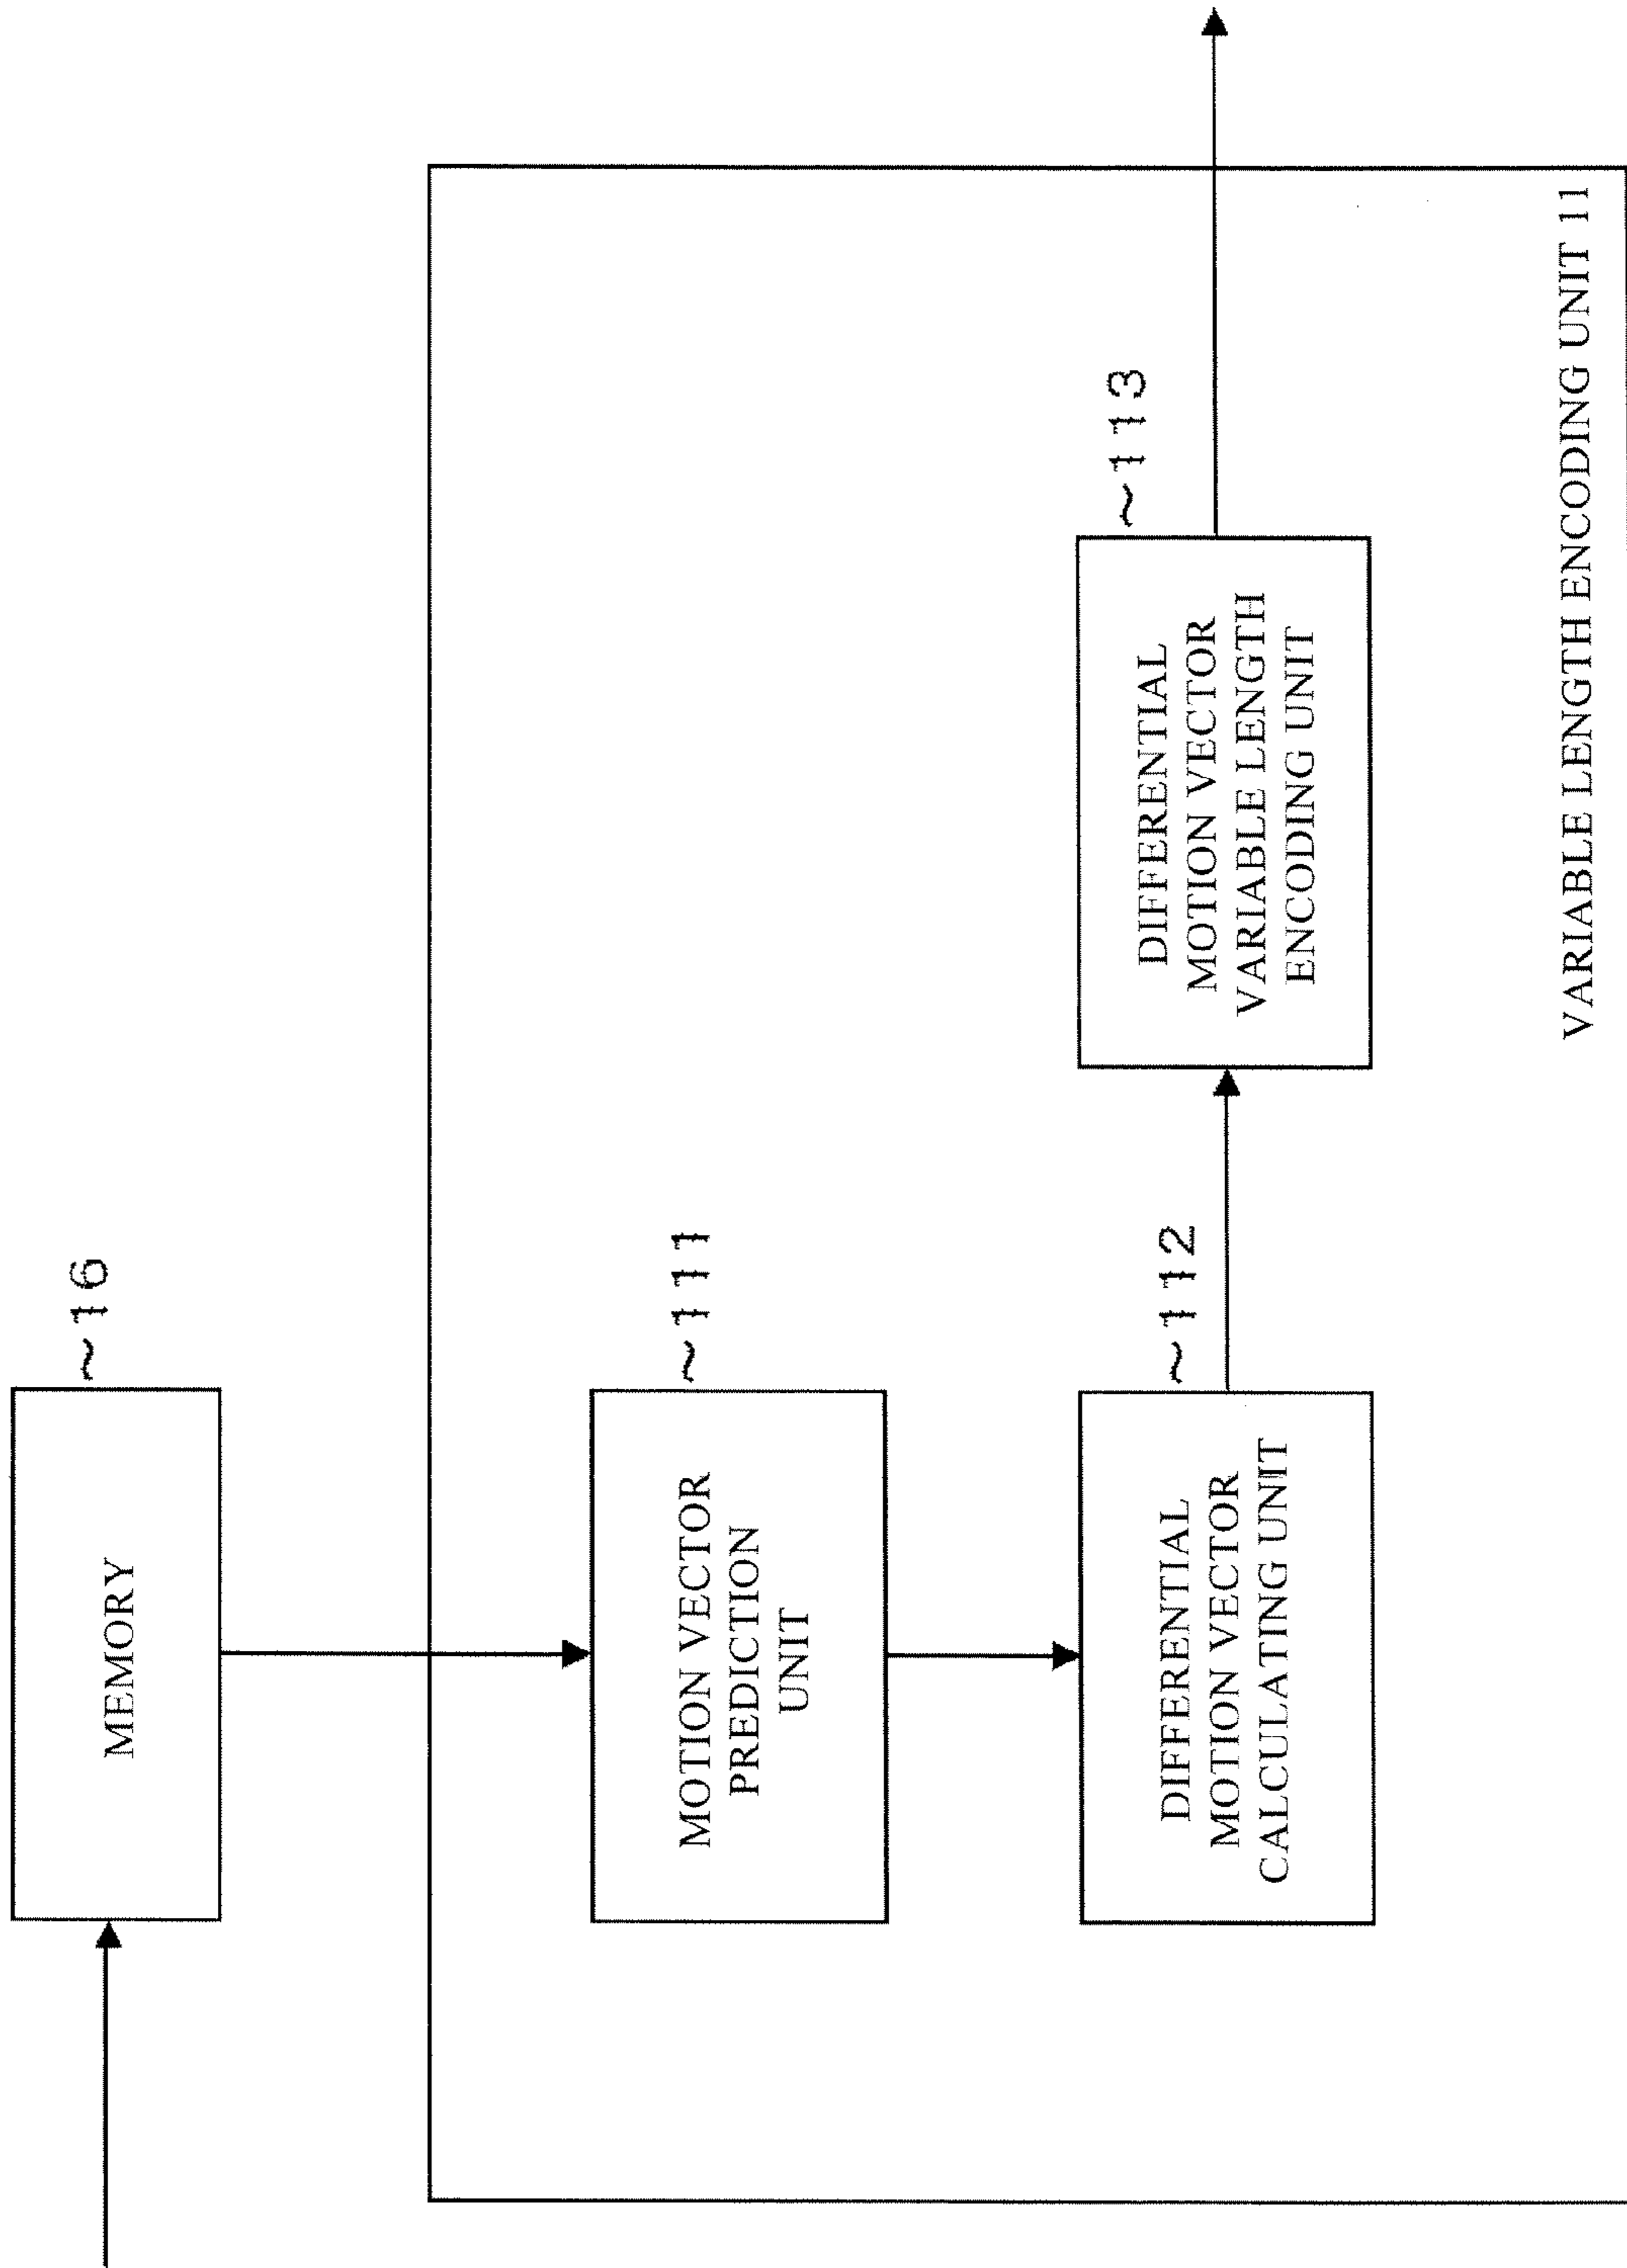 MEMORY
~16
MOTION VECTOR
PREDICTION
UNIT
~111
DIFFERENTIAL
MOTION VECTOR
CALCULATING UNIT
~112
DIFFERENTIAL
MOTION VECTOR
VARIABLE LENGTH
ENCODING UNIT
~113
VARIABLE LENGTH ENCODING UNIT 11